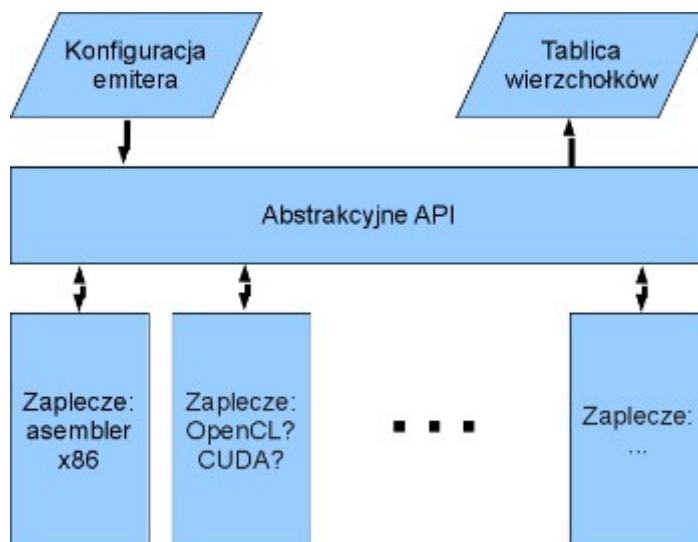 Konfiguracja
emitera
Tablica
wierzchołków
Abstrakcyjne API
Zaplecze:
asembler
x86
Zaplecze:
OpenCL?
CUDA?
Zaplecze:
...